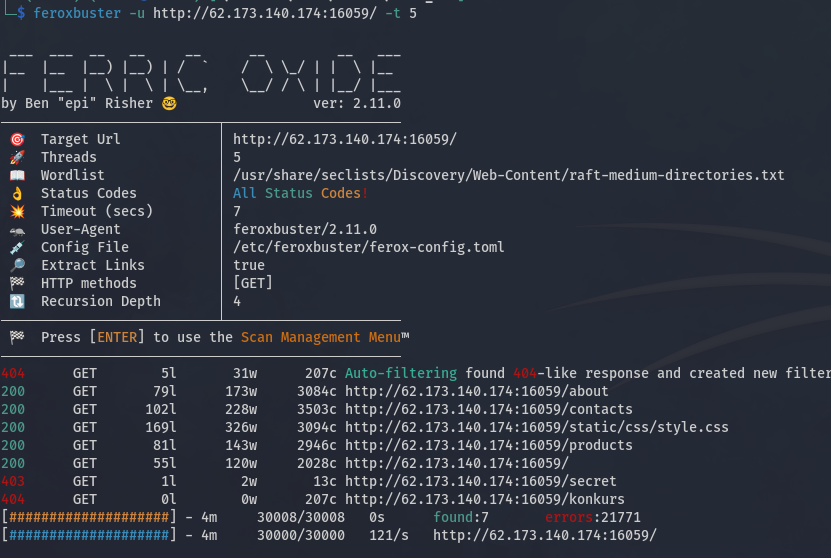 $ feroxbuster -u http://62.173.140.174:16059/ -t 5
FERRIC OXIDE
by Ben "epi" Risher 🤓 ver: 2.11.0
🎯 Target Url │ http://62.173.140.174:16059/
🚀 Threads │ 5
📖 Wordlist │ /usr/share/seclists/Discovery/Web-Content/raft-medium-directories.txt
👌 Status Codes │ All Status Codes!
💥 Timeout (secs) │ 7
🦡 User-Agent │ feroxbuster/2.11.0
💉 Config File │ /etc/feroxbuster/ferox-config.toml
🔎 Extract Links │ true
🏁 HTTP methods │ [GET]
🔃 Recursion Depth │ 4
🏁 Press [ENTER] to use the Scan Management Menu™
404 GET 5l 31w 207c Auto-filtering found 404-like response and created new filter
200 GET 79l 173w 3084c http://62.173.140.174:16059/about
200 GET 102l 228w 3503c http://62.173.140.174:16059/contacts
200 GET 169l 326w 3094c http://62.173.140.174:16059/static/css/style.css
200 GET 81l 143w 2946c http://62.173.140.174:16059/products
200 GET 55l 120w 2028c http://62.173.140.174:16059/
403 GET 1l 2w 13c http://62.173.140.174:16059/secret
404 GET 0l 0w 207c http://62.173.140.174:16059/konkurs
[####################] - 4m 30008/30008 0s found:7 errors:21771
[####################] - 4m 30000/30000 121/s http://62.173.140.174:16059/